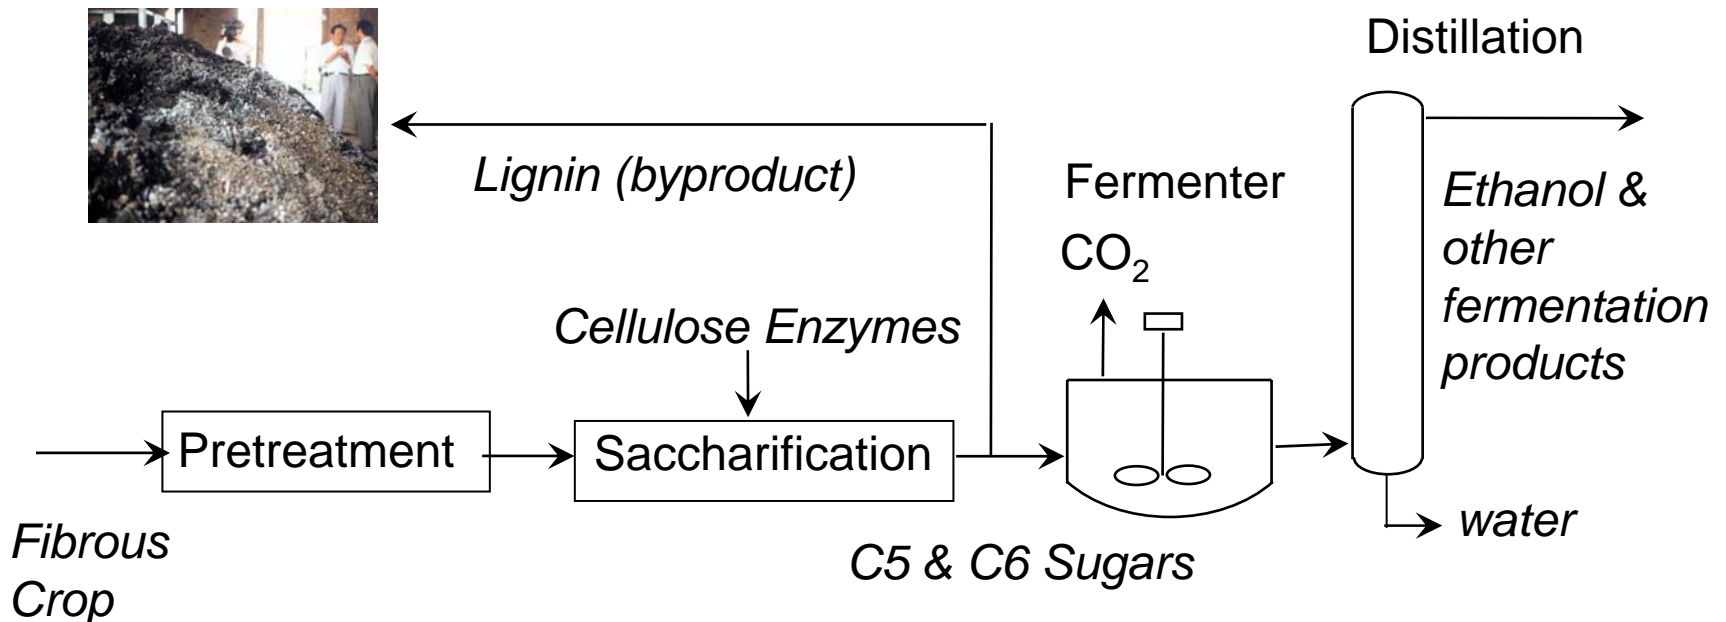 Distillation
Lignin (byproduct)
Fermenter
CO₂
Ethanol &
other
fermentation
products
Cellulose Enzymes
Pretreatment
Saccharification
Fibrous
Crop
C5 & C6 Sugars
water